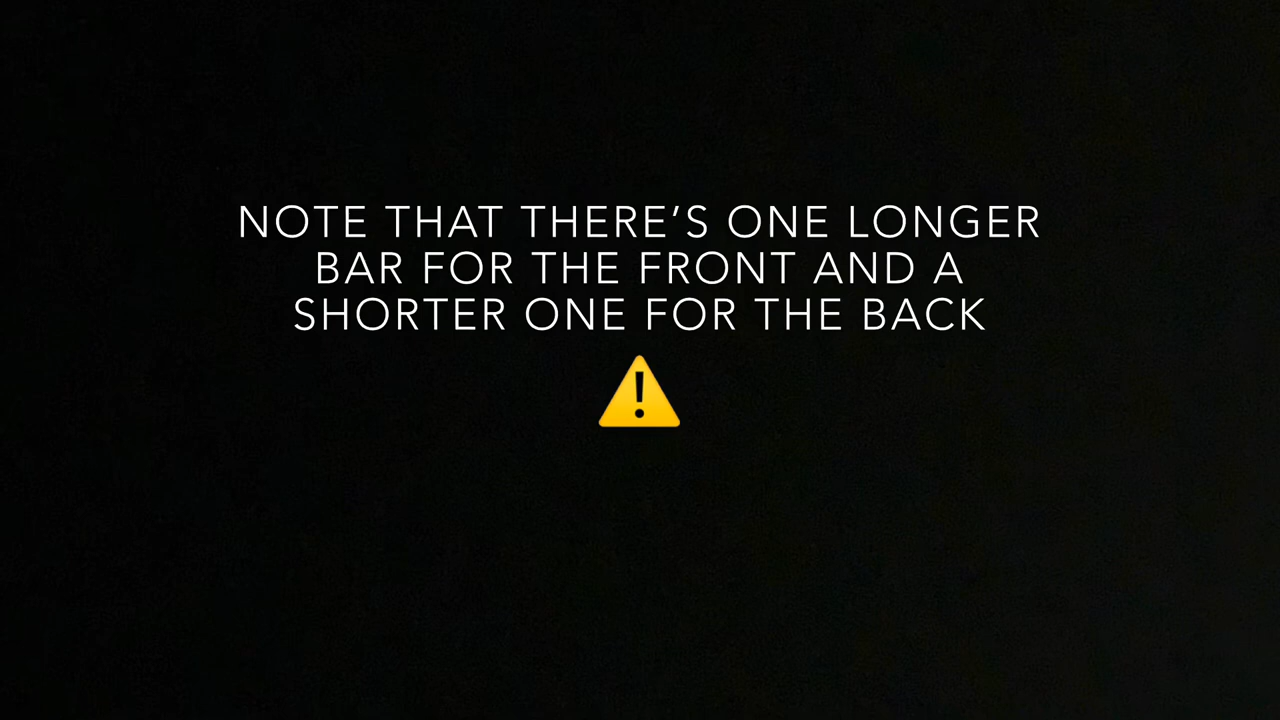 NOTE THAT THERE’S ONE LONGER
BAR FOR THE FRONT AND A
SHORTER ONE FOR THE BACK